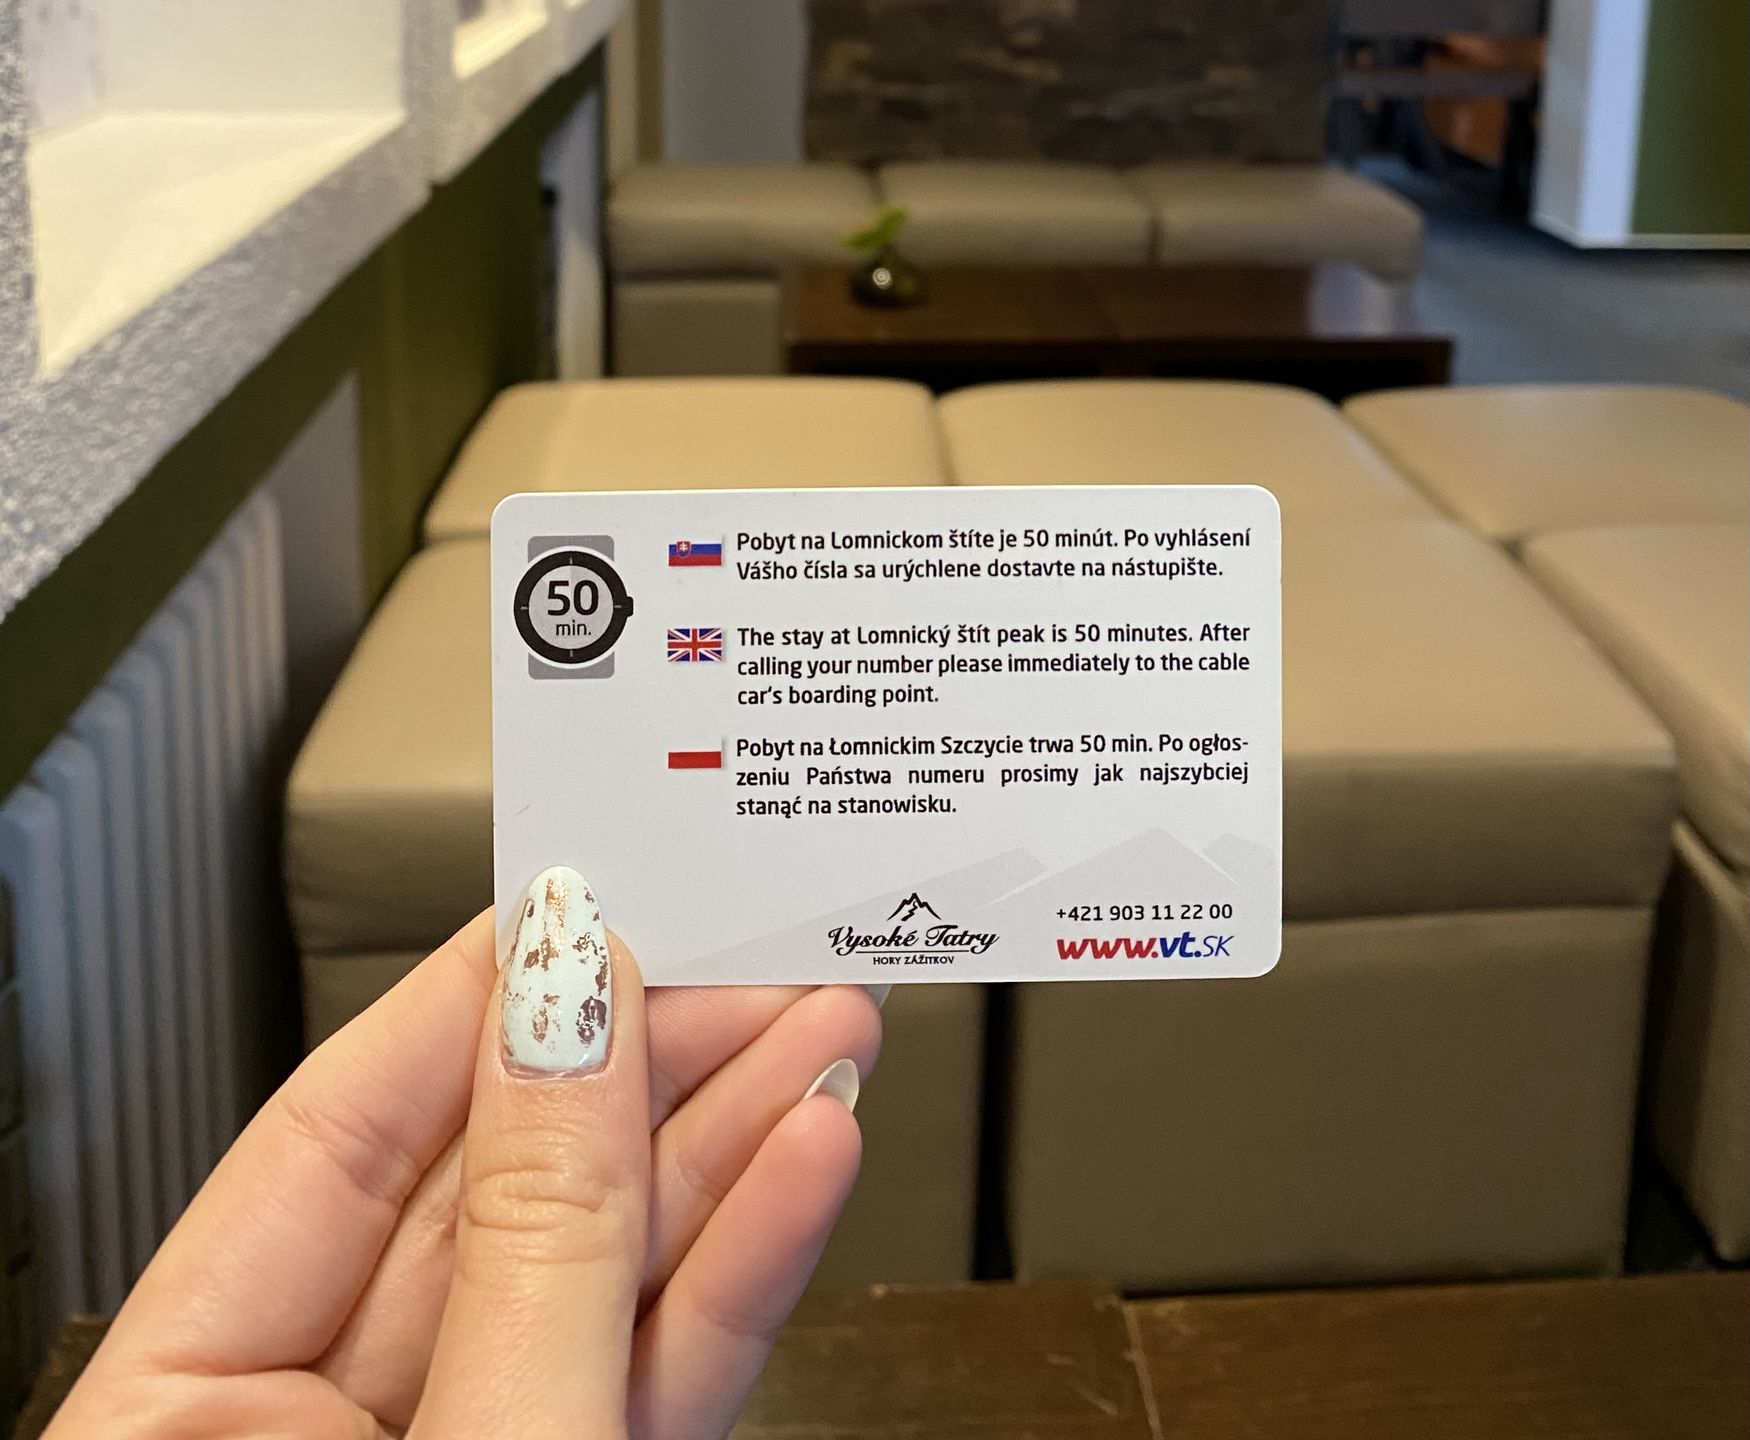 50
min.
Pobyt na Lomnickom štíte je 50 minút. Po vyhlásení
Vášho čísla sa urýchlene dostavte na nástupište.
The stay at Lomnický štít peak is 50 minutes. After
calling your number please immediately to the cable
car‘s boarding point.
Pobyt na Łomnickim Szczycie trwa 50 min. Po ogłos-
zeniu Państwa numeru prosimy jak najszybciej
stanąć na stanowisku.
Vysoké Tatry
HORY ZÁŽITKOV
+421 903 11 22 00
www.vt.SK